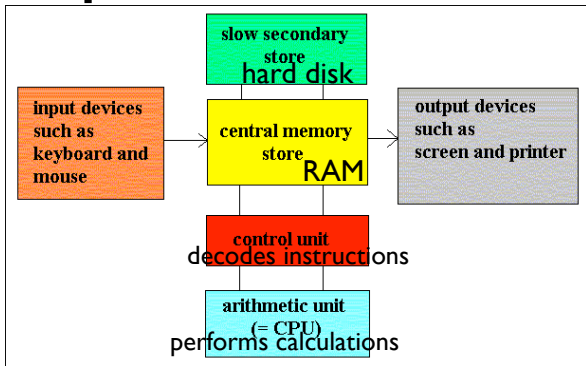 slow secondary
store
hard disk
input devices
such as
keyboard and
mouse
central memory
store
RAM
output devices
such as
screen and printer
control unit
decodes instructions
arithmetic unit
(= CPU)
performs calculations